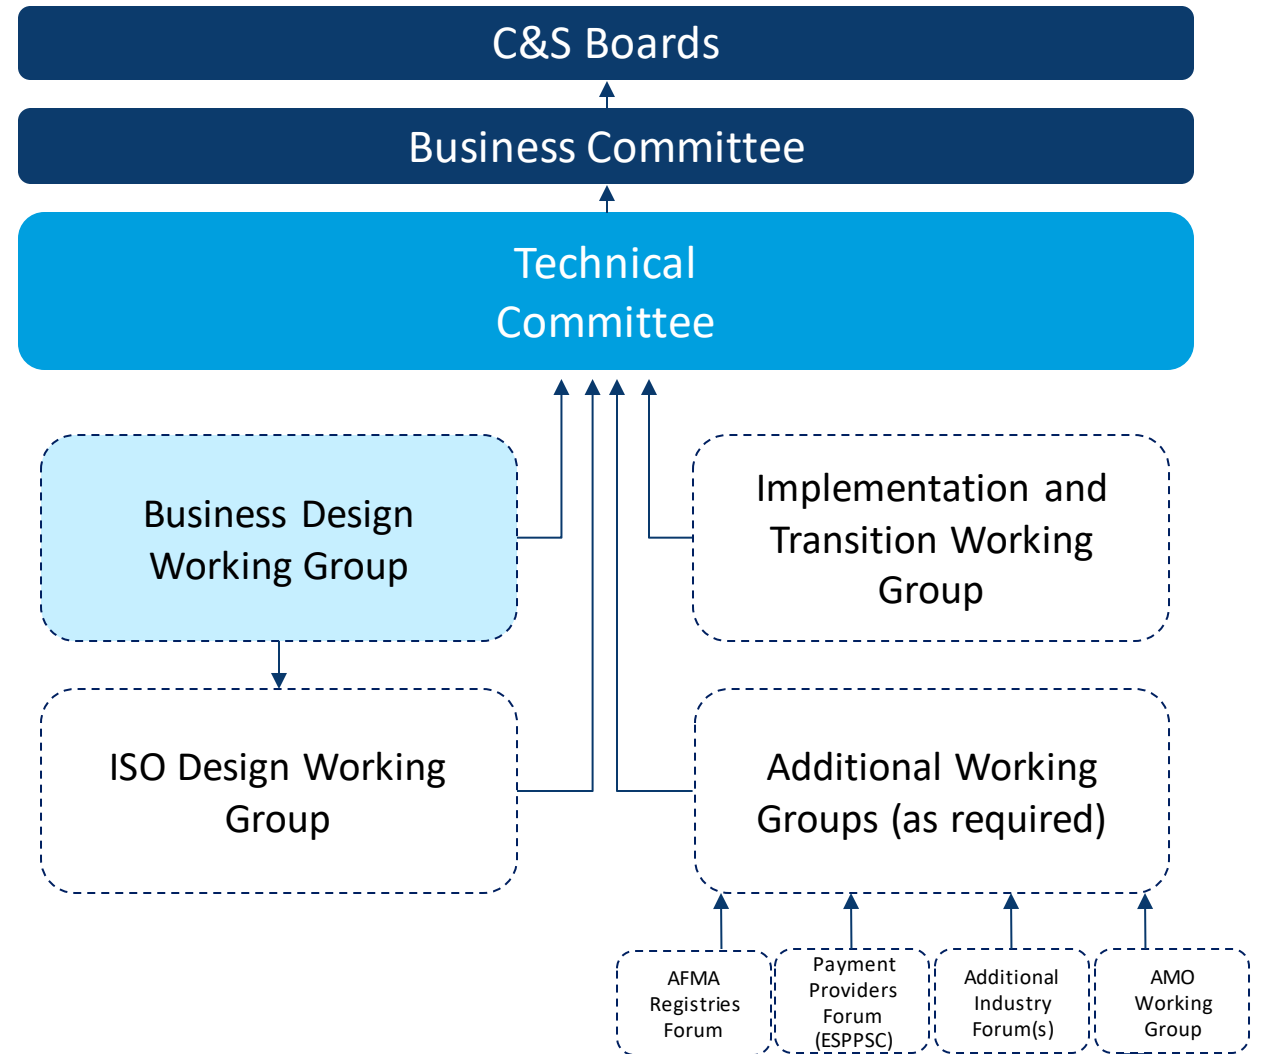 C&S Boards
Business Committee
Technical
Committee
Business Design
Working Group
Implementation and
Transition Working
Group
ISO Design Working
Group
Additional Working
Groups (as required)
AFMA
Registries
Forum
Payment
Providers
Forum
(ESPPSC)
Additional
Industry
Forum(s)
AMO
Working
Group